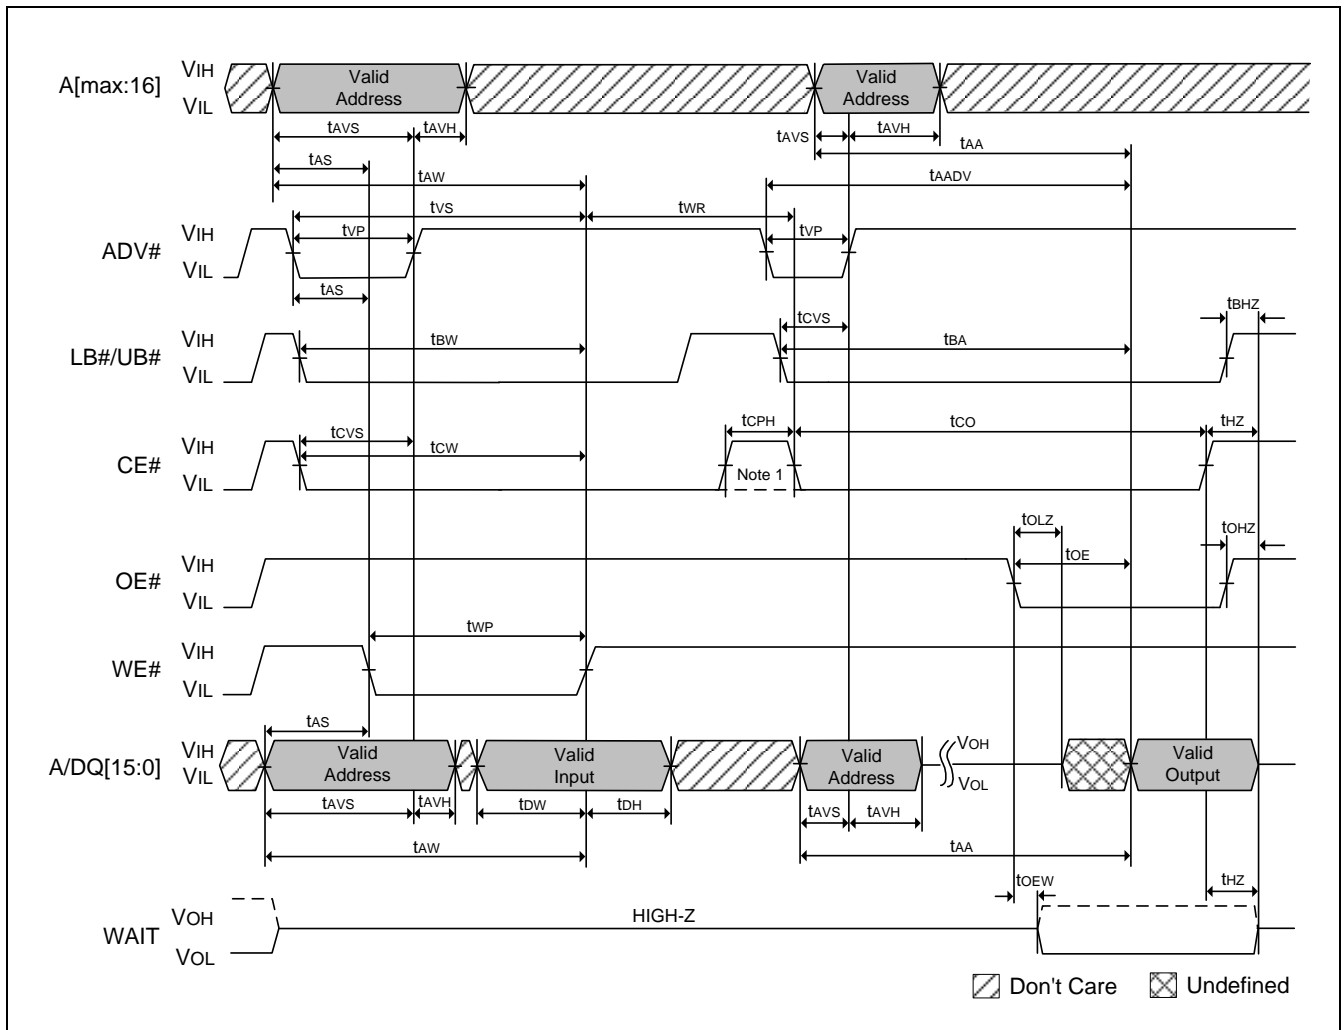 A[max:16] VIH Valid Address Valid Address
VIL
tAVS tAVH tAVS tAVH
tAS tAA
tAW tAADV
tVS tWR
ADV# VIH tVP tVP
VIL
tAS
tBHZ
tCVS
LB#/UB# VIH tBW tBA
VIL
tCPH tCO tHZ
tCVS
CE# VIH tCW
VIL Note 1
tOLZ tOHZ
OE# VIH tOE
VIL
tWP
WE# VIH
VIL
tAS
A/DQ[15:0] VIH Valid Address Valid Input Valid Address VOH Valid Output
VIL VOL
tAVS tAVH tDW tDH tAVS tAVH
tAW tAA
tOEW tHZ
WAIT VOH HIGH-Z
VOL
Don't Care Undefined